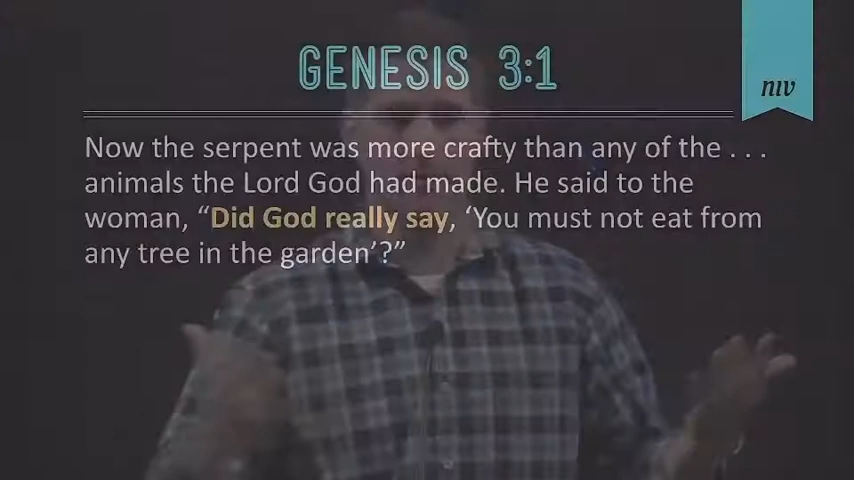 GENESIS 3:1
NIV
Now the serpent was more crafty than any of the . . .
animals the Lord God had made. He said to the
woman, “Did God really say, ‘You must not eat from
any tree in the garden’?”